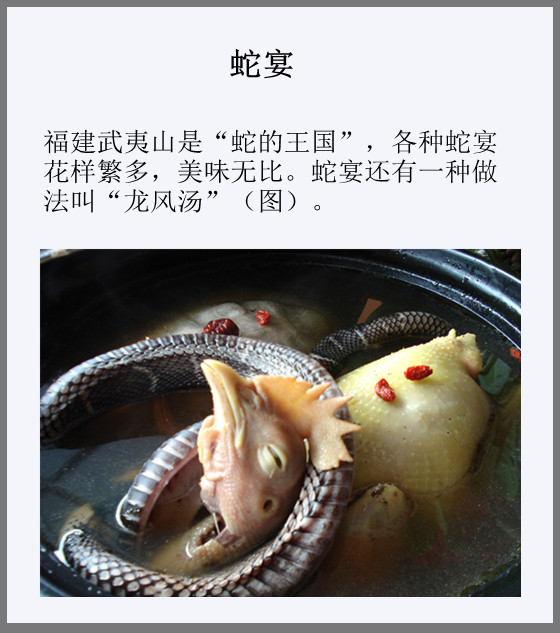 蛇宴
福建武夷山是“蛇的王国”，各种蛇宴
花样繁多，美味无比。蛇宴还有一种做
法叫“龙风汤”（图）。